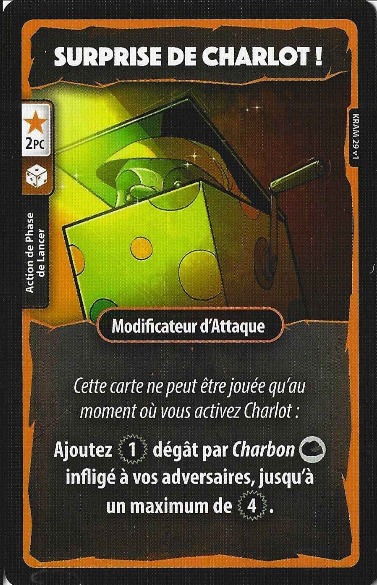 SURPRISE DE CHARLOT !
2PC
Action de Phase
de Lancer
KRAM 29 v1
Modificateur d'Attaque
Cette carte ne peut être jouée qu'au
moment où vous activez Charlot :
Ajoutez 1 dégât par Charbon
infligé à vos adversaires, jusqu'à
un maximum de 4.